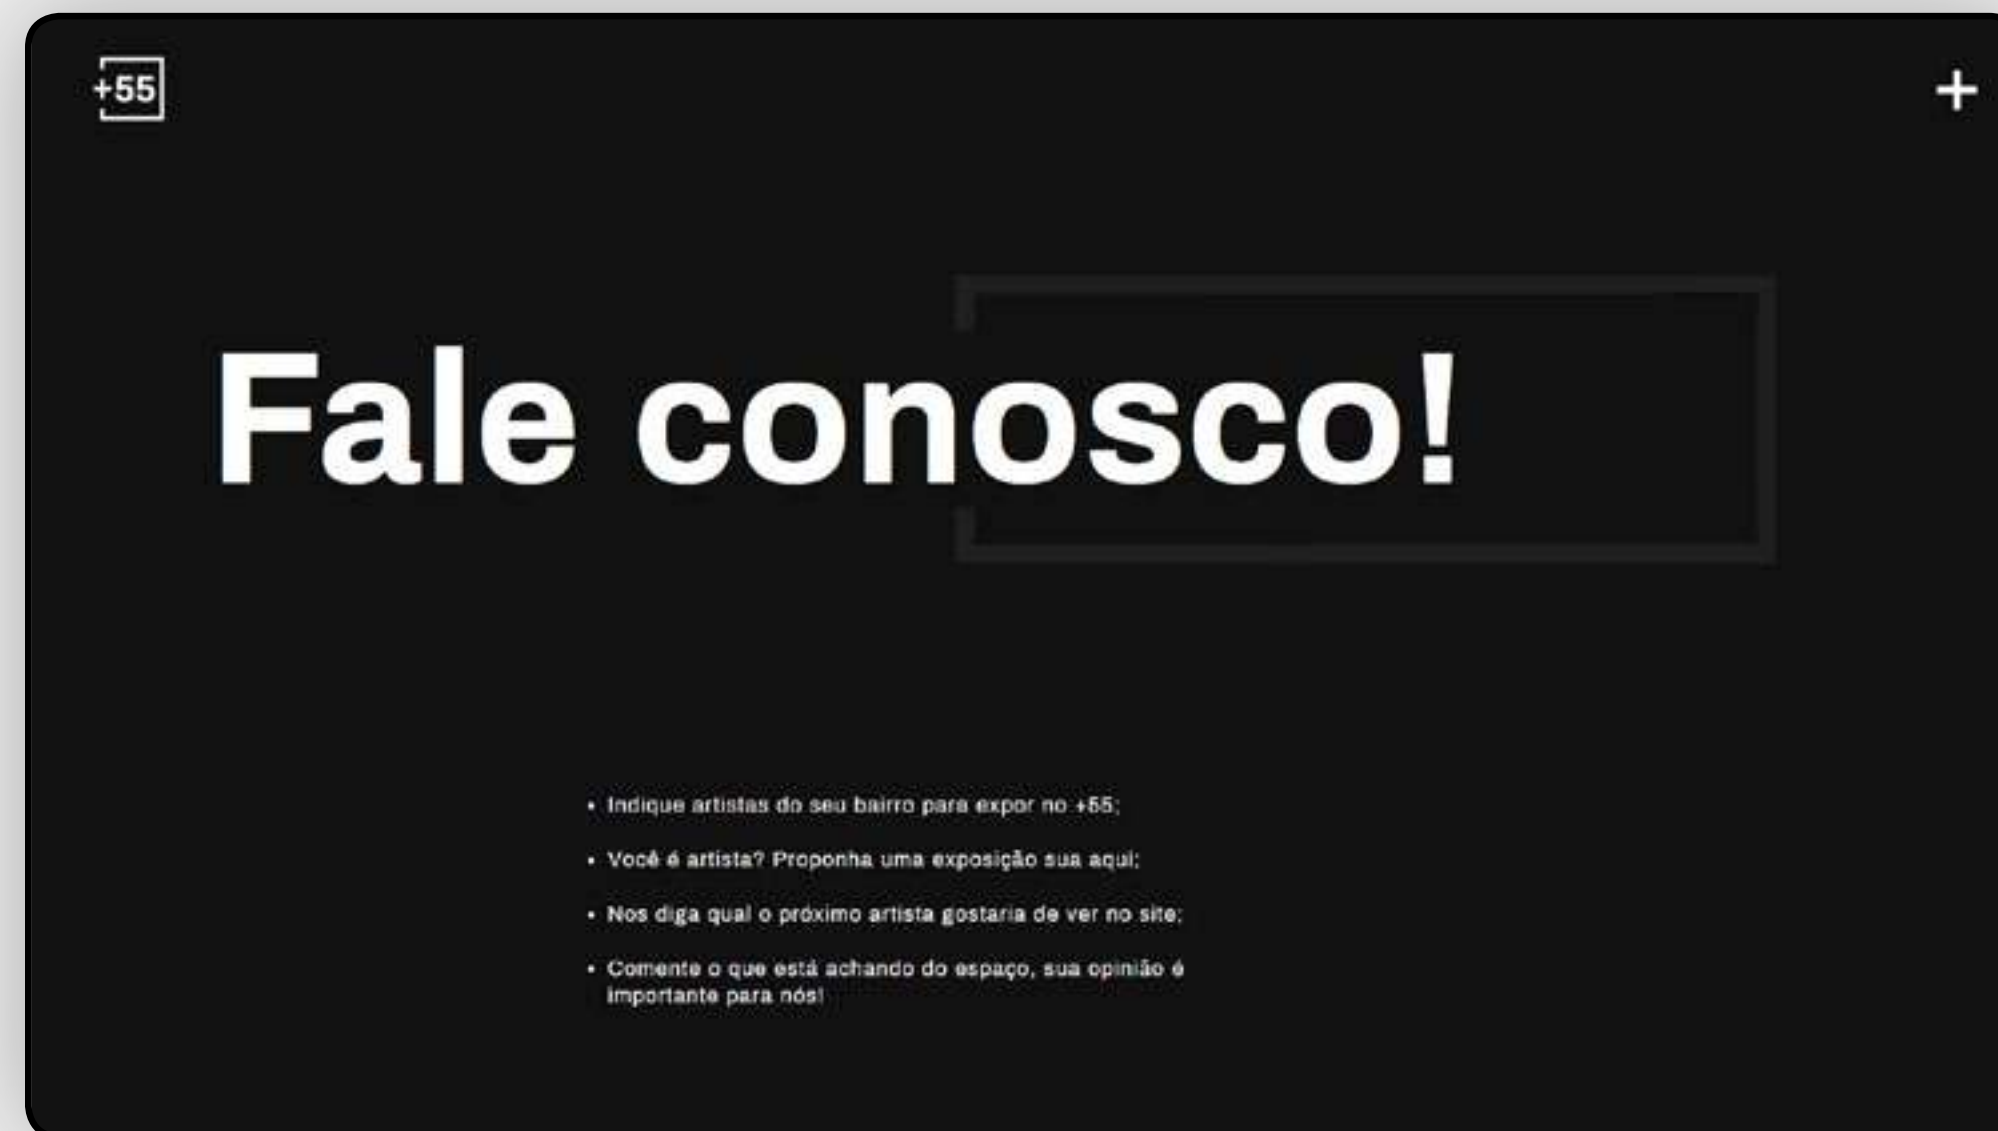 +55
+
Fale conosco!
• Indique artistas do seu bairro para expor no +55;
• Você é artista? Proponha uma exposição sua aqui;
• Nos diga qual o próximo artista gostaria de ver no site;
• Comente o que está achando do espaço, sua opinião é
importante para nós!